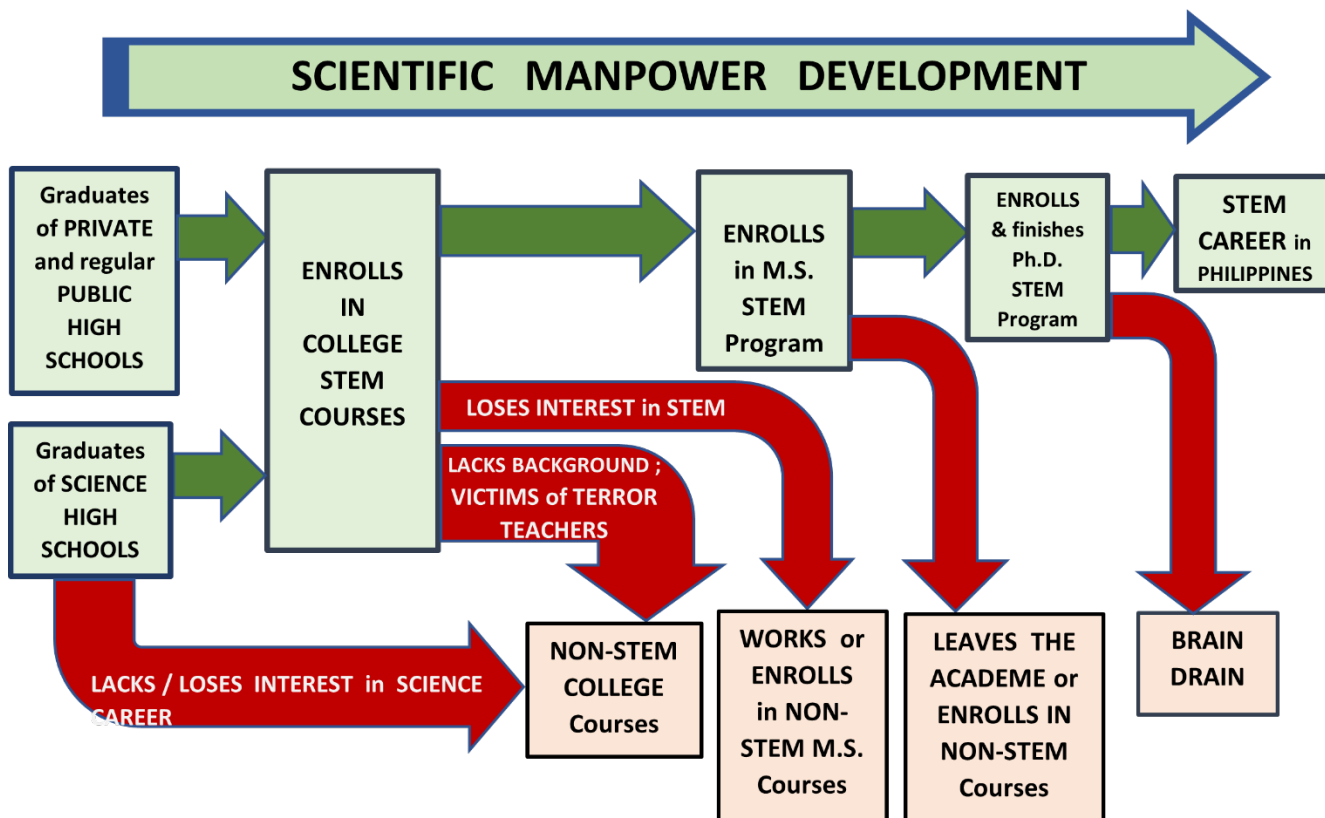 SCIENTIFIC MANPOWER DEVELOPMENT
Graduates
of PRIVATE
and regular
PUBLIC
HIGH
SCHOOLS
ENROLLS
IN
COLLEGE
STEM
COURSES
ENROLLS
in M.S.
STEM
Program
ENROLLS
& finishes
Ph.D.
STEM
Program
STEM
CAREER in
PHILIPPINES
Graduates
of SCIENCE
HIGH
SCHOOLS
LOSES INTEREST in STEM
LACKS BACKGROUND ;
VICTIMS of TERROR
TEACHERS
LACKS / LOSES INTEREST in SCIENCE
CAREER
NON-STEM
COLLEGE
Courses
WORKS or
ENROLLS
in NON-
STEM M.S.
Courses
LEAVES THE
ACADEME or
ENROLLS IN
NON-STEM
Courses
BRAIN
DRAIN